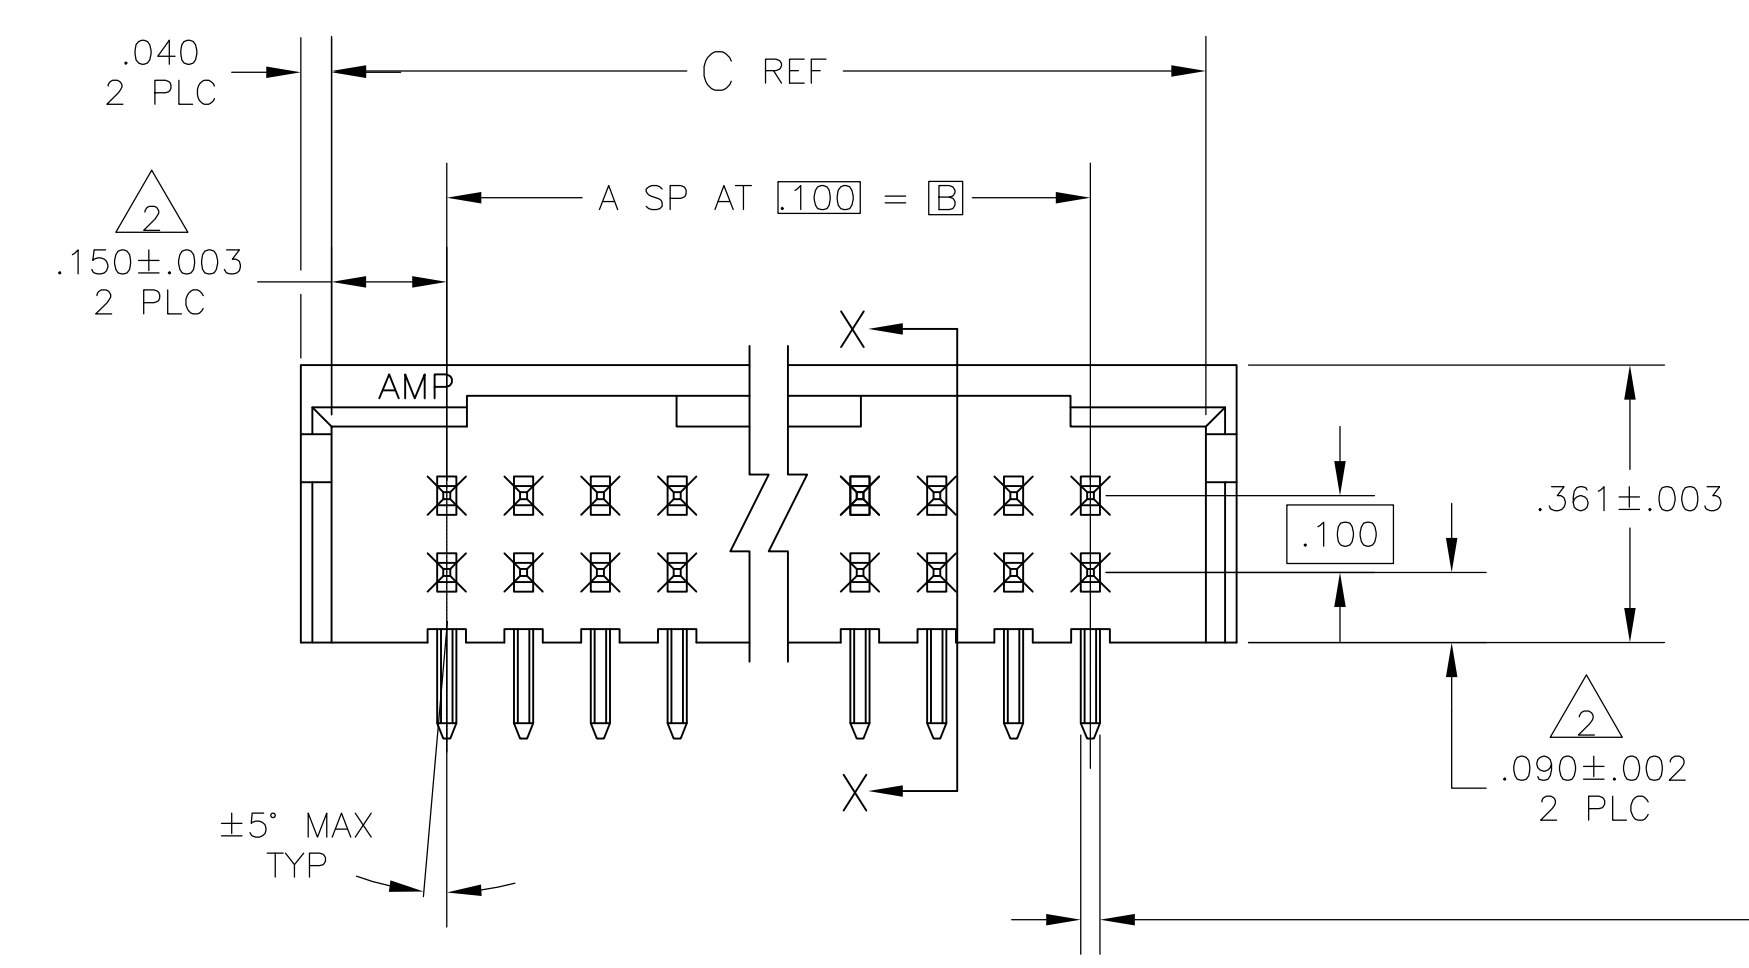 .040
2 PLC
C REF
A SP AT .100 = B
2
.150±.003
2 PLC
X
AMP
.361±.003
.100
2
.090±.002
2 PLC
X
±5° MAX
TYP